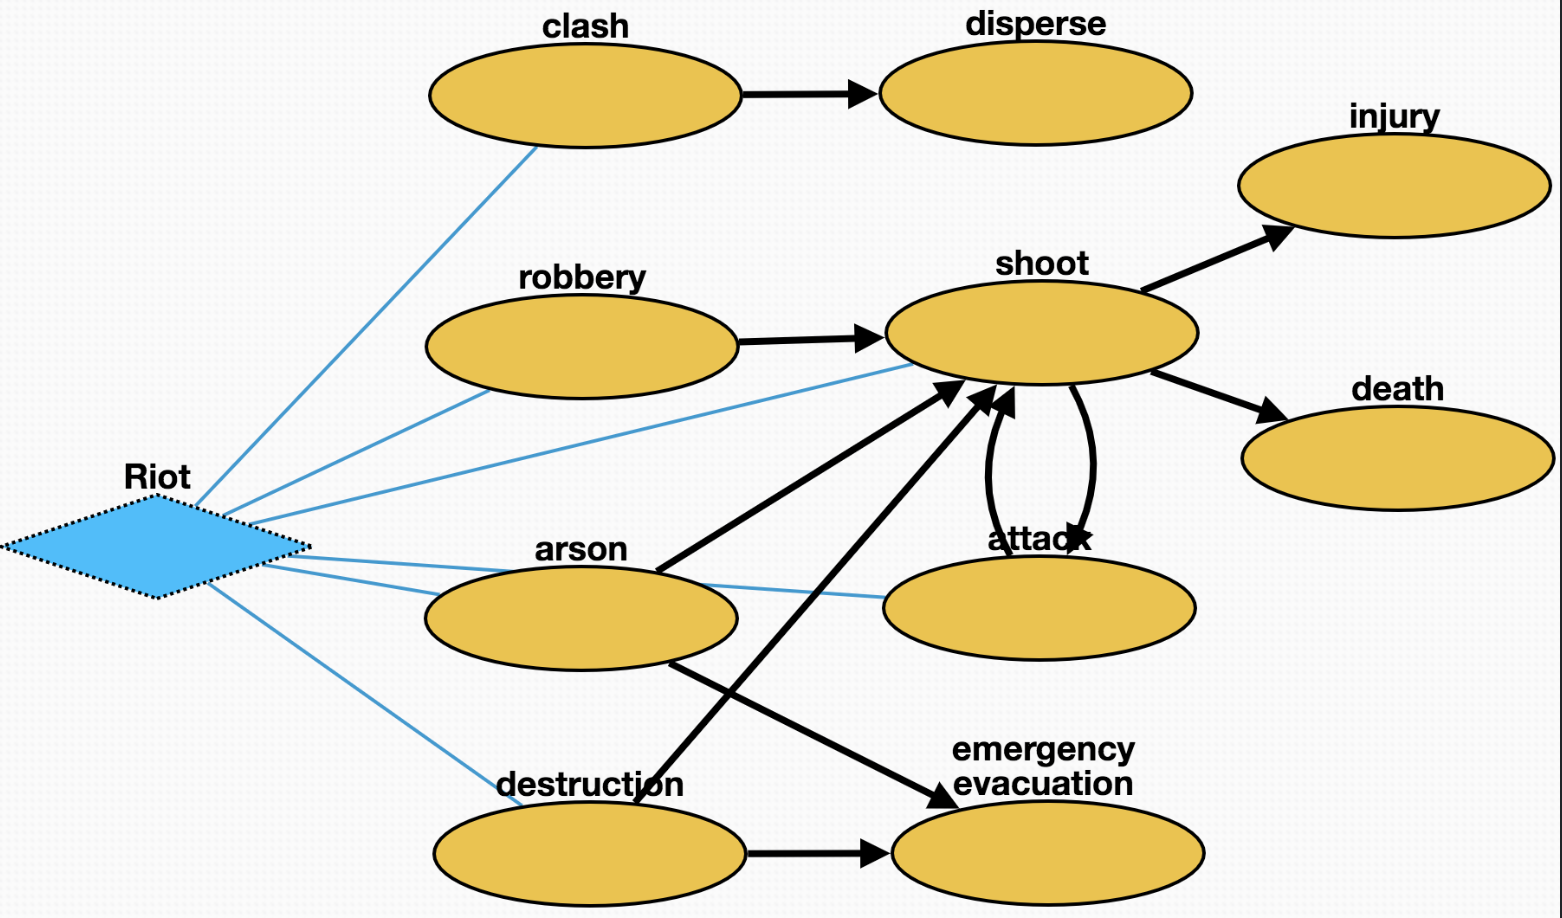 clash
disperse
injury
robbery
shoot
death
Riot
arson
attack
destruction
emergency
evacuation